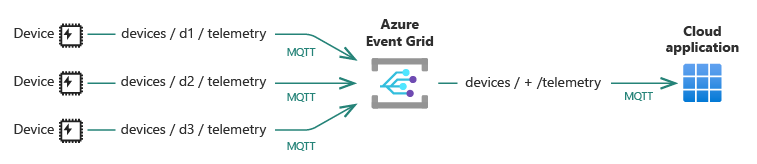 Device devices / d1 / telemetry
MQTT
Device devices / d2 / telemetry
MQTT
Device devices / d3 / telemetry
MQTT
Azure
Event Grid
devices / + /telemetry
MQTT
Cloud
application